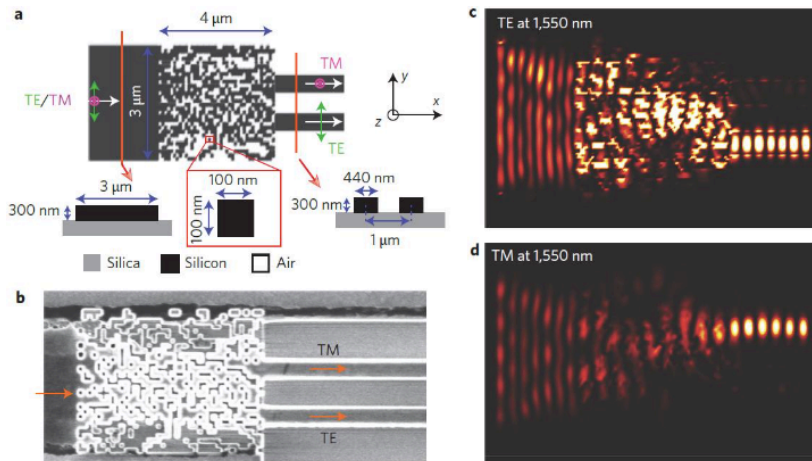 a
4 μm
TE/TM
3 μm
TM
TE
y
x
z
3 μm
300 nm
100 nm
100 nm
440 nm
300 nm
1 μm
Silica
Silicon
Air
b
TM
TE
c
TE at 1,550 nm
d
TM at 1,550 nm